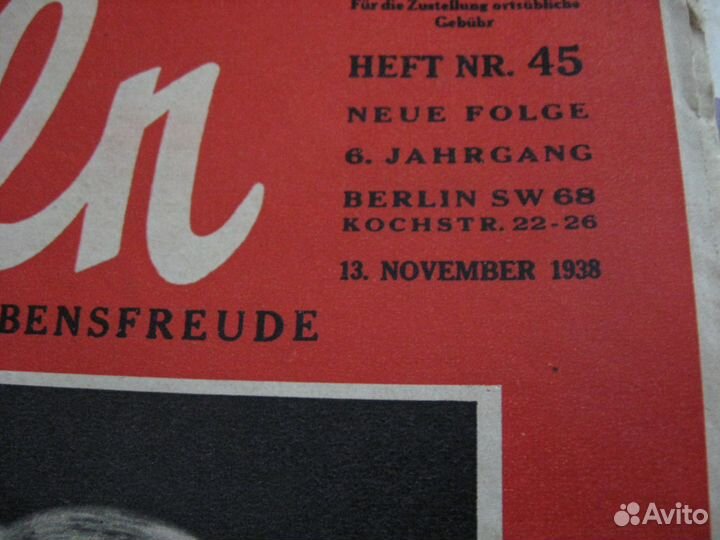 Für die Zustellung ortsübliche
Gebühr
HEFT NR. 45
NEUE FOLGE
6. JAHRGANG
BERLIN SW 68
KOCHSTR. 22-26
13. NOVEMBER 1938
ln
BENSFREUDE
Avito